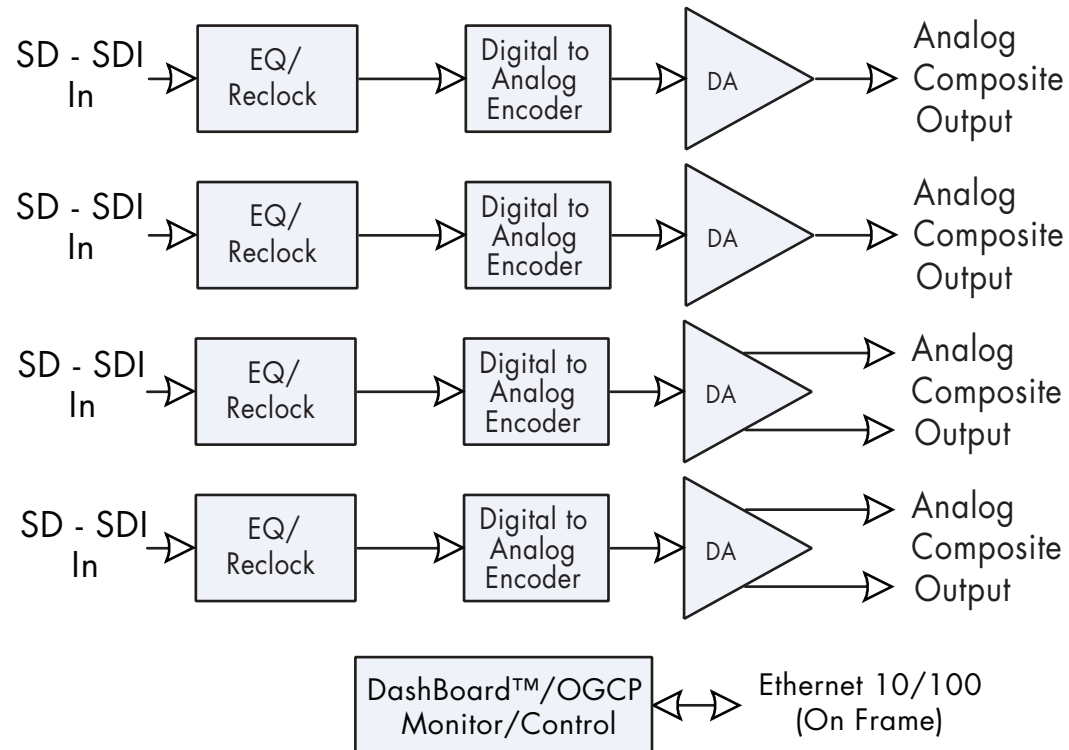 SD - SDI
In
EQ/
Reclock
Digital to
Analog
Encoder
DA
Analog
Composite
Output
SD - SDI
In
EQ/
Reclock
Digital to
Analog
Encoder
DA
Analog
Composite
Output
SD - SDI
In
EQ/
Reclock
Digital to
Analog
Encoder
DA
Analog
Composite
Output
SD - SDI
In
EQ/
Reclock
Digital to
Analog
Encoder
DA
Analog
Composite
Output
DashBoard™/OGCP
Monitor/Control
Ethernet 10/100
(On Frame)